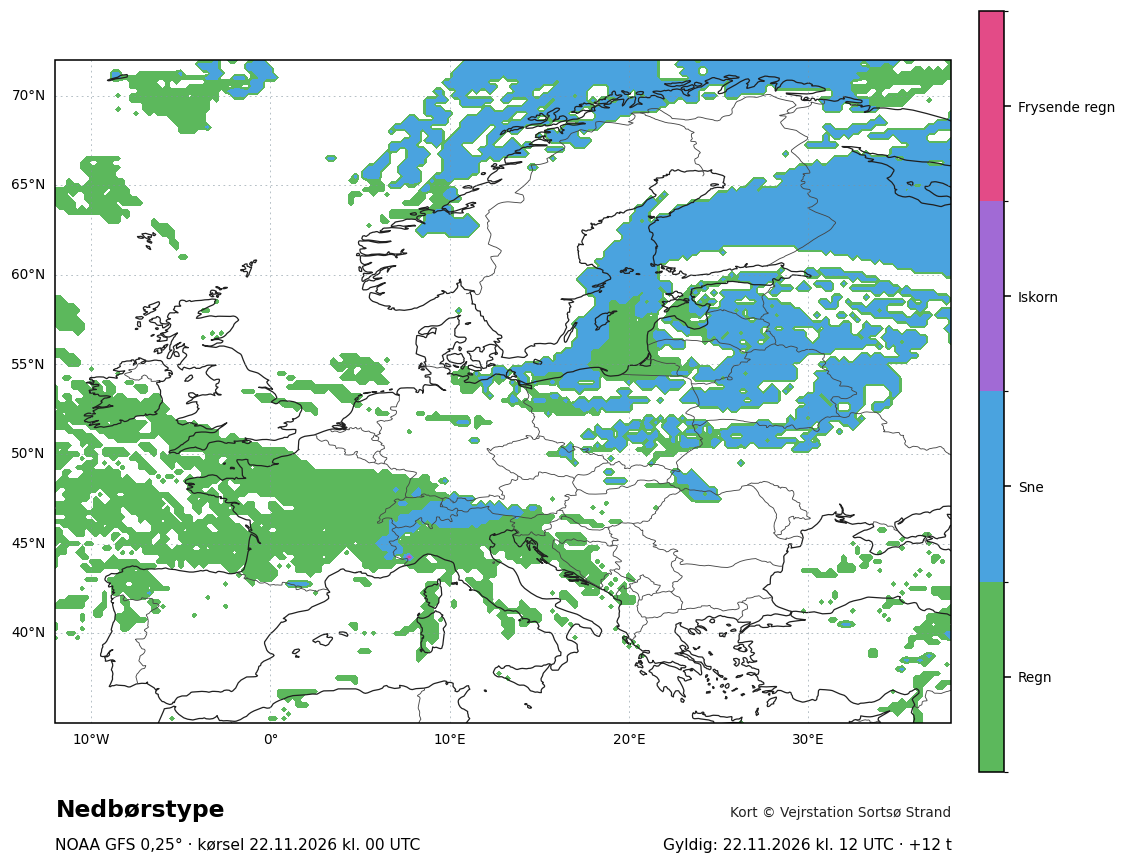 70°N
65°N
60°N
55°N
50°N
45°N
40°N
10°W
0°
10°E
20°E
30°E
Frysende regn
Iskorn
Sne
Regn
Nedbørstype
Kort © Vejrstation Sortsø Strand
NOAA GFS 0,25° · kørsel 22.11.2026 kl. 00 UTC
Gyldig: 22.11.2026 kl. 12 UTC · +12 t